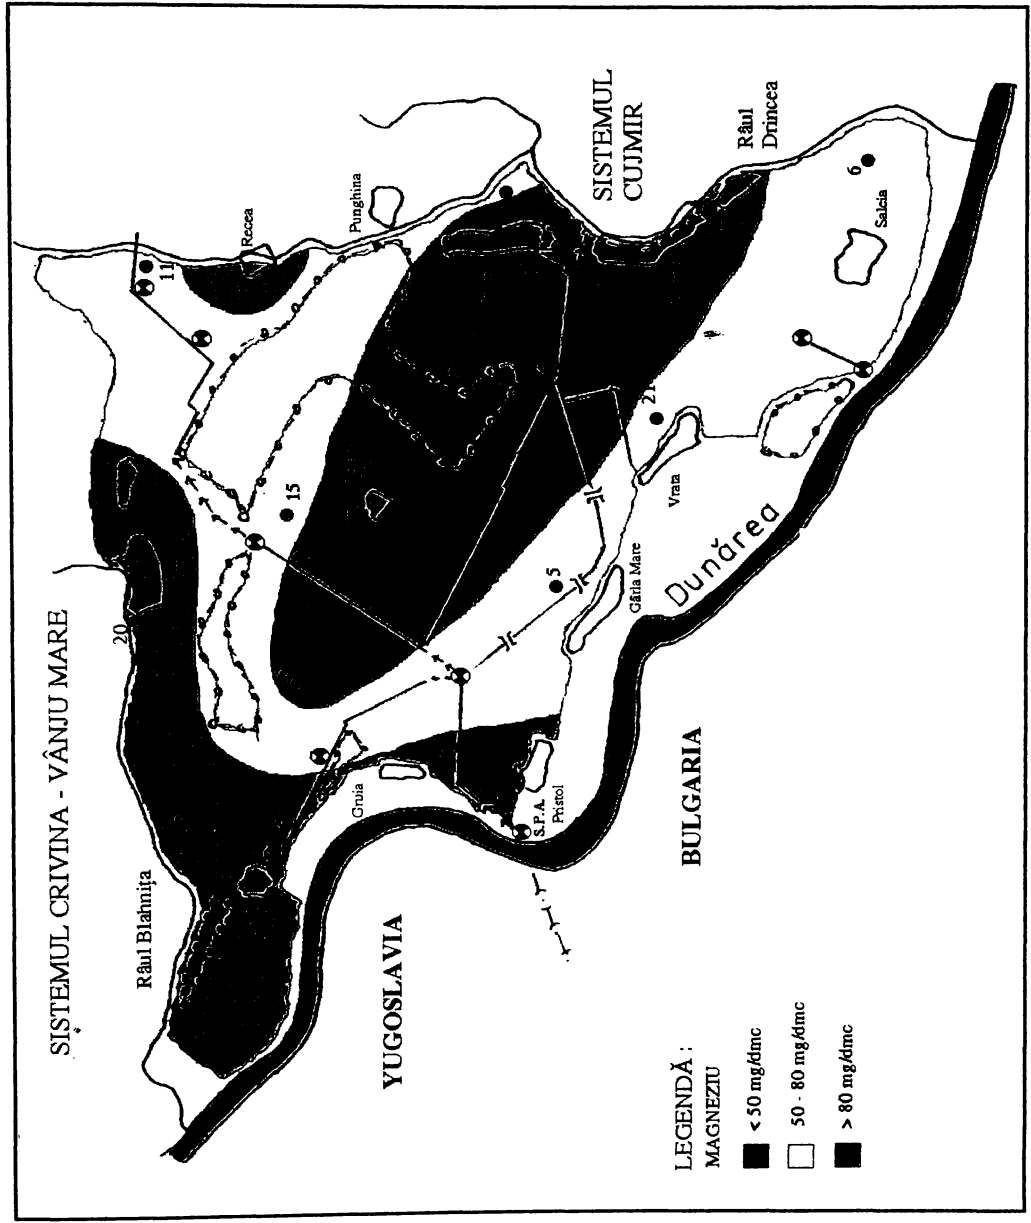 SISTEMUL CRIVINA - VÂNJU MARE
Râul Blahnița
20
11
Recea
Punghina
SISTEMUL
CUJMIR
Râul
Drincea
15
6
Salcia
21
Vrata
5
Gârla Mare
Dunărea
Gruia
S.P.A.
Pristol
YUGOSLAVIA
BULGARIA
LEGENDĂ :
MAGNEZIU
< 50 mg/dmc
50 - 80 mg/dmc
> 80 mg/dmc